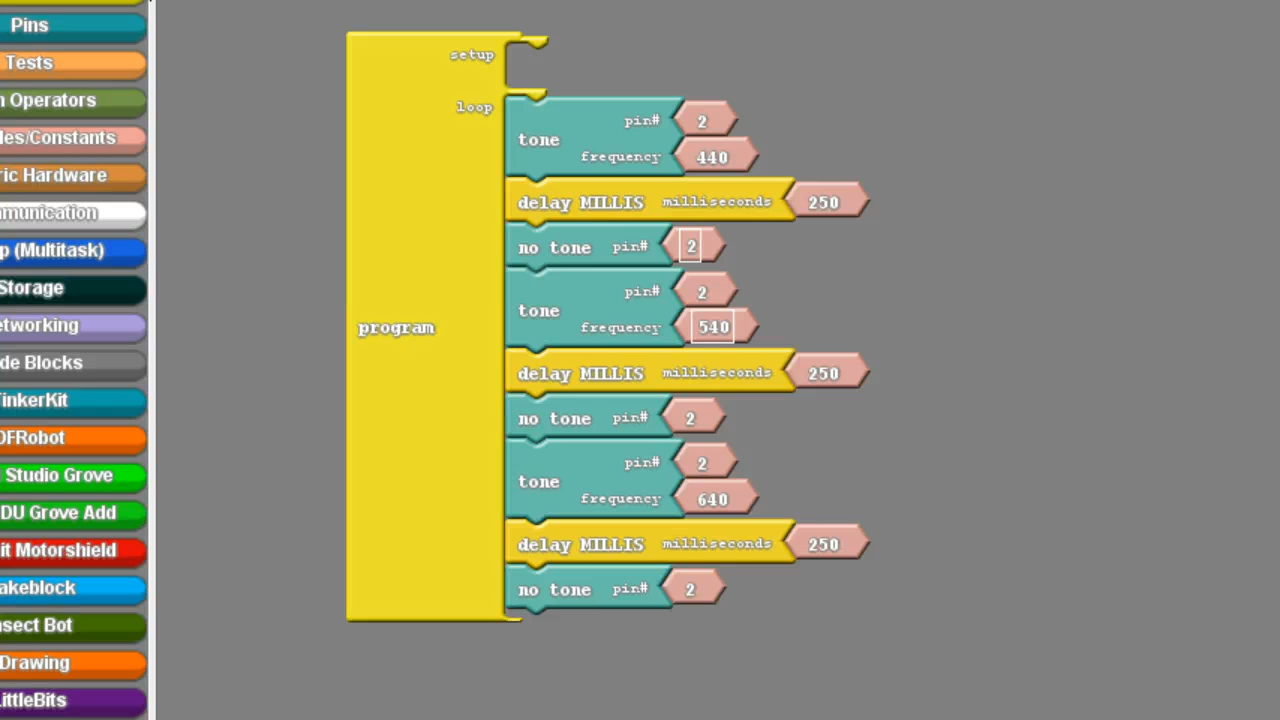 Pins
Tests
n Operators
les/Constants
ric Hardware
mmunication
p (Multitask)
Storage
etworking
de Blocks
TinkerKit
DFRobot
Studio Grove
DU Grove Add
it Motorshield
akeblock
nsect Bot
Drawing
LittleBits
program
setup
loop
tone
pin# 2
frequency 440
delay MILLIS milliseconds 250
no tone pin# 2
tone
pin# 2
frequency 540
delay MILLIS milliseconds 250
no tone pin# 2
tone
pin# 2
frequency 640
delay MILLIS milliseconds 250
no tone pin# 2